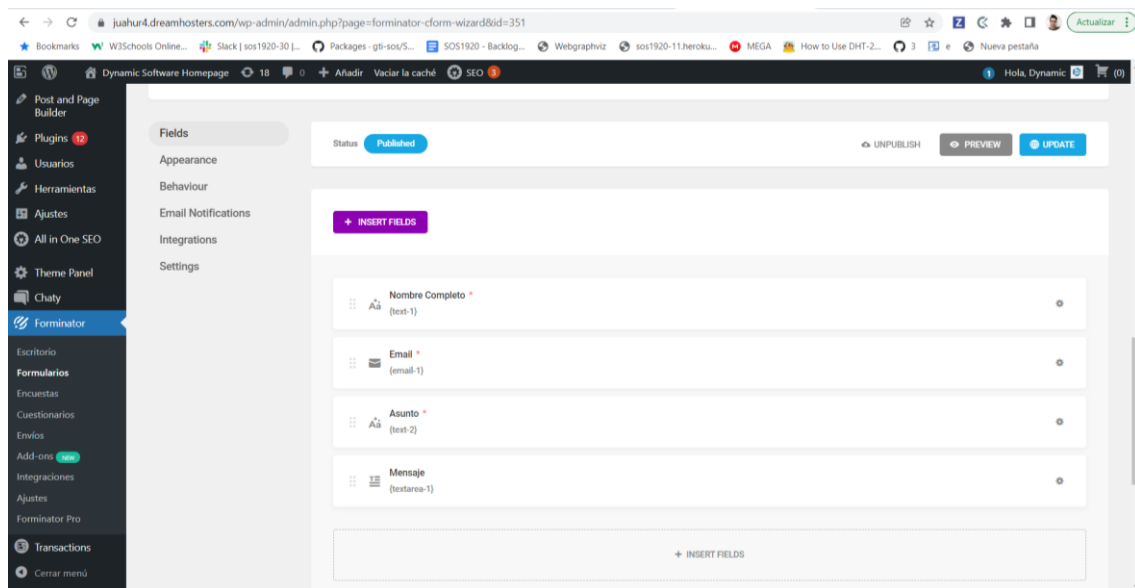 juahur4.dreamhosters.com/wp-admin/admin.php?page=forminator-cform-wizard&id=351
Actualizar
Bookmarks W3Schools Online... Slack | sos1920-30 |... Packages - gti-sos/S... SOS1920 - Backlog... Webgraphviz sos1920-11.heroku... MEGA How to Use DHT-2... 3 e Nueva pestaña
Dynamic Software Homepage 18 0 Añadir Vaciar la caché SEO 3 1 Hola, Dynamic (0)
Post and Page Builder
Plugins 12
Usuarios
Herramientas
Ajustes
All in One SEO
Theme Panel
Chaty
Forminator
Escritorio
Formularios
Encuestas
Cuestionarios
Envíos
Add-ons NEW
Integraciones
Ajustes
Forminator Pro
Transactions
Cerrar menú
Fields
Appearance
Behaviour
Email Notifications
Integrations
Settings
Status Published UNPUBLISH PREVIEW UPDATE
+ INSERT FIELDS
Nombre Completo *
{text-1}
Email *
{email-1}
Asunto *
{text-2}
Mensaje
{textarea-1}
+ INSERT FIELDS